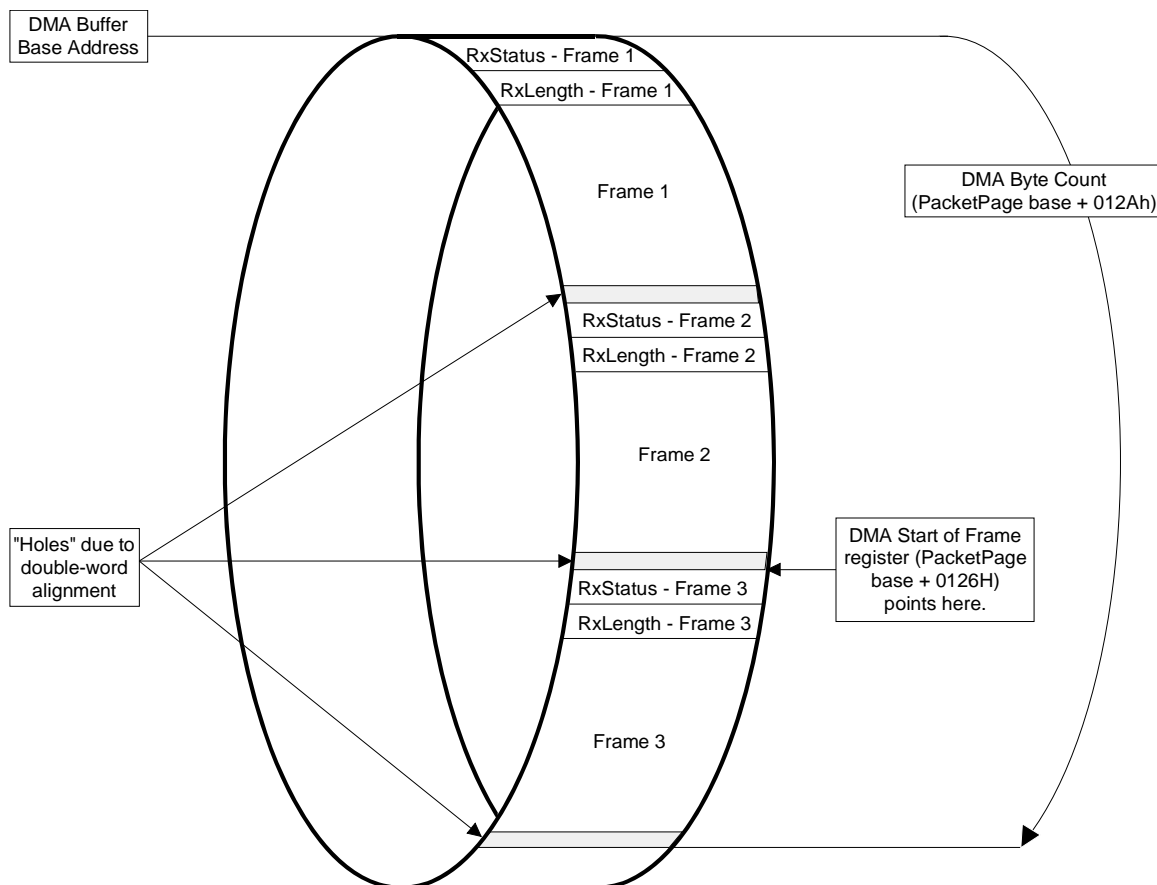 DMA Buffer
Base Address
RxStatus - Frame 1
RxLength - Frame 1
Frame 1
DMA Byte Count
(PacketPage base + 012Ah)
RxStatus - Frame 2
RxLength - Frame 2
Frame 2
"Holes" due to
double-word
alignment
DMA Start of Frame
register (PacketPage
base + 0126H)
points here.
RxStatus - Frame 3
RxLength - Frame 3
Frame 3